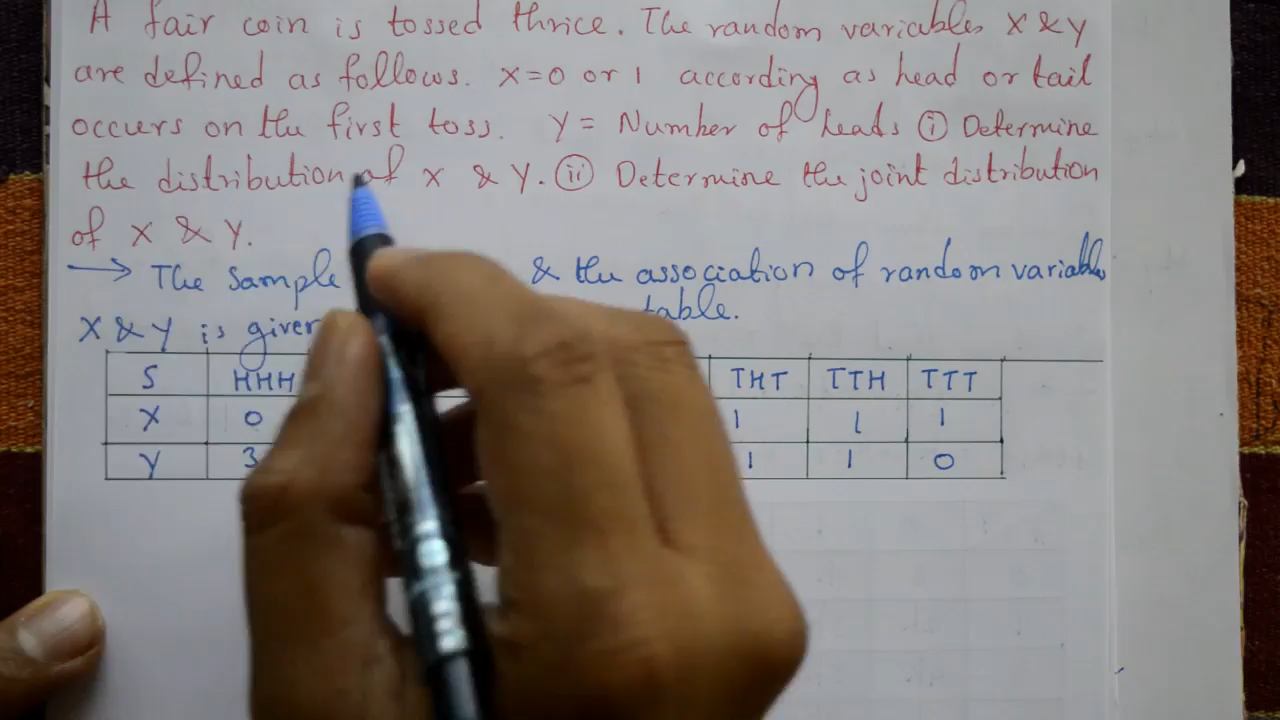 A fair coin is tossed thrice. The random variables X & Y
are defined as follows. X=0 or 1 according as head or tail
occurs on the first toss. Y = Number of heads (i) Determine
the distribution of X & Y. (ii) Determine the joint distribution
of X & Y.
→ The sample & the association of random variables
X & Y is given table.
S HHH THT TTH TTT
X 0 1 1 1
Y 3 1 1 0